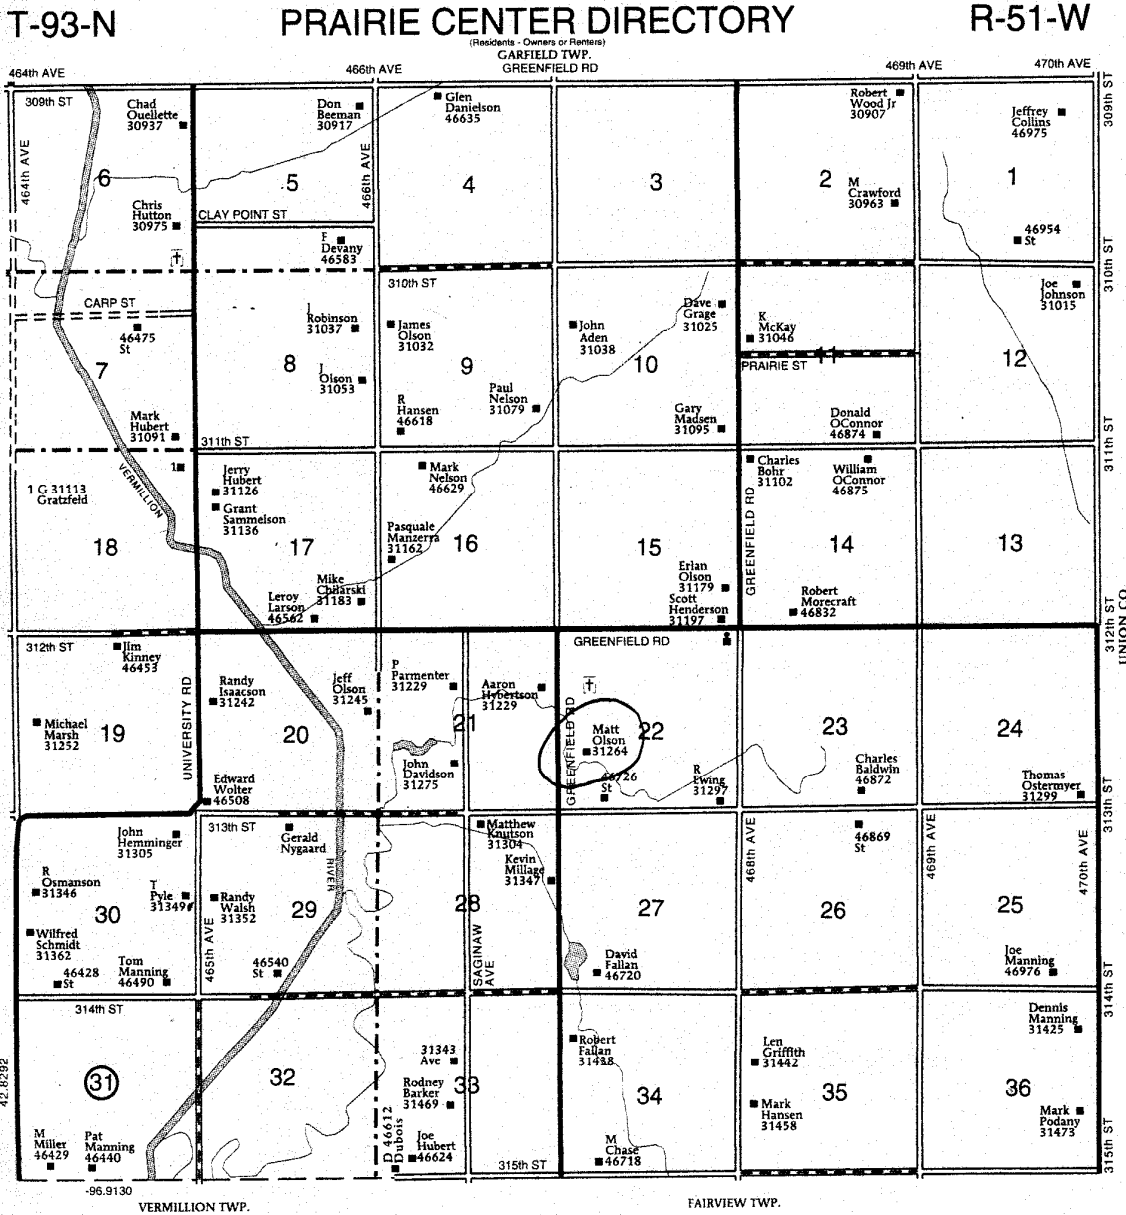 T-93-N
PRAIRIE CENTER DIRECTORY
R-51-W
(Residents - Owners or Renters)
GARFIELD TWP.
464th AVE
466th AVE
GREENFIELD RD
469th AVE
470th AVE
309th ST
Chad
Ouellette
30937
Don
Beeman
30917
Glen
Danielson
46635
Robert
Wood Jr
30907
Jeffrey
Collins
46975
309th ST
464th AVE
466th AVE
6
5
4
3
2
1
M
Crawford
30963
Chris
Hutton
30975
CLAY POINT ST
F
Devany
46583
46954
St
310th ST
310th ST
CARP ST
46475
St
J
Robinson
31037
James
Olson
31032
John
Aden
31038
Dave
Grage
31025
K
McKay
31046
Joe
Johnson
31015
PRAIRIE ST
7
8
9
10
11
12
J
Olson
31053
R
Hansen
46618
Paul
Nelson
31079
Gary
Madsen
31095
Donald
OConnor
46874
Mark
Hubert
31091
311th ST
311th ST
1
1 G 31113
Gratzfeld
VERMILLION
Jerry
Hubert
31126
Grant
Sammelson
31136
Mark
Nelson
46629
Pasquale
Manzerra
31162
Charles
Bohr
31102
William
OConnor
46875
GREENFIELD RD
18
17
16
15
14
13
Leroy
Larson
46562
Mike
Chilarski
31183
Erlan
Olson
31179
Scott
Henderson
31197
Robert
Morecraft
46832
312th ST
UNION CO.
312th ST
Jim
Kinney
46453
GREENFIELD RD
Michael
Marsh
31252
UNIVERSITY RD
Randy
Isaacson
31242
Jeff
Olson
31245
P
Parmenter
31229
Aaron
Hybertson
31229
GREENFIELD RD
Matt
Olson
31264
19
20
21
22
23
24
Edward
Wolter
46508
John
Davidson
31275
46726
St
R
Ewing
31297
Charles
Baldwin
46872
Thomas
Ostermyer
31299
313th ST
John
Hemminger
31305
313th ST
Gerald
Nygaard
RIVER
Matthew
Knutson
31304
Kevin
Millage
31347
468th AVE
46869
St
469th AVE
470th AVE
R
Osmanson
31346
T
Pyle
31349
Randy
Walsh
31352
30
29
28
27
26
25
Wilfred
Schmidt
31362
46428
St
Tom
Manning
46490
465th AVE
46540
St
SAGINAW
AVE
David
Fallan
46720
Joe
Manning
46976
314th ST
314th ST
31343
Ave
Robert
Fallan
Len
Griffith
31442
Dennis
Manning
31425
42.8292
31
32
33
34
35
36
Rodney
Barker
31469
Mark
Hansen
31458
Mark
Podany
31473
M
Miller
46429
Pat
Manning
46440
D 46612
Dubois
Joe
Hubert
46624
315th ST
M
Chase
46718
315th ST
-96.9130
VERMILLION TWP.
FAIRVIEW TWP.